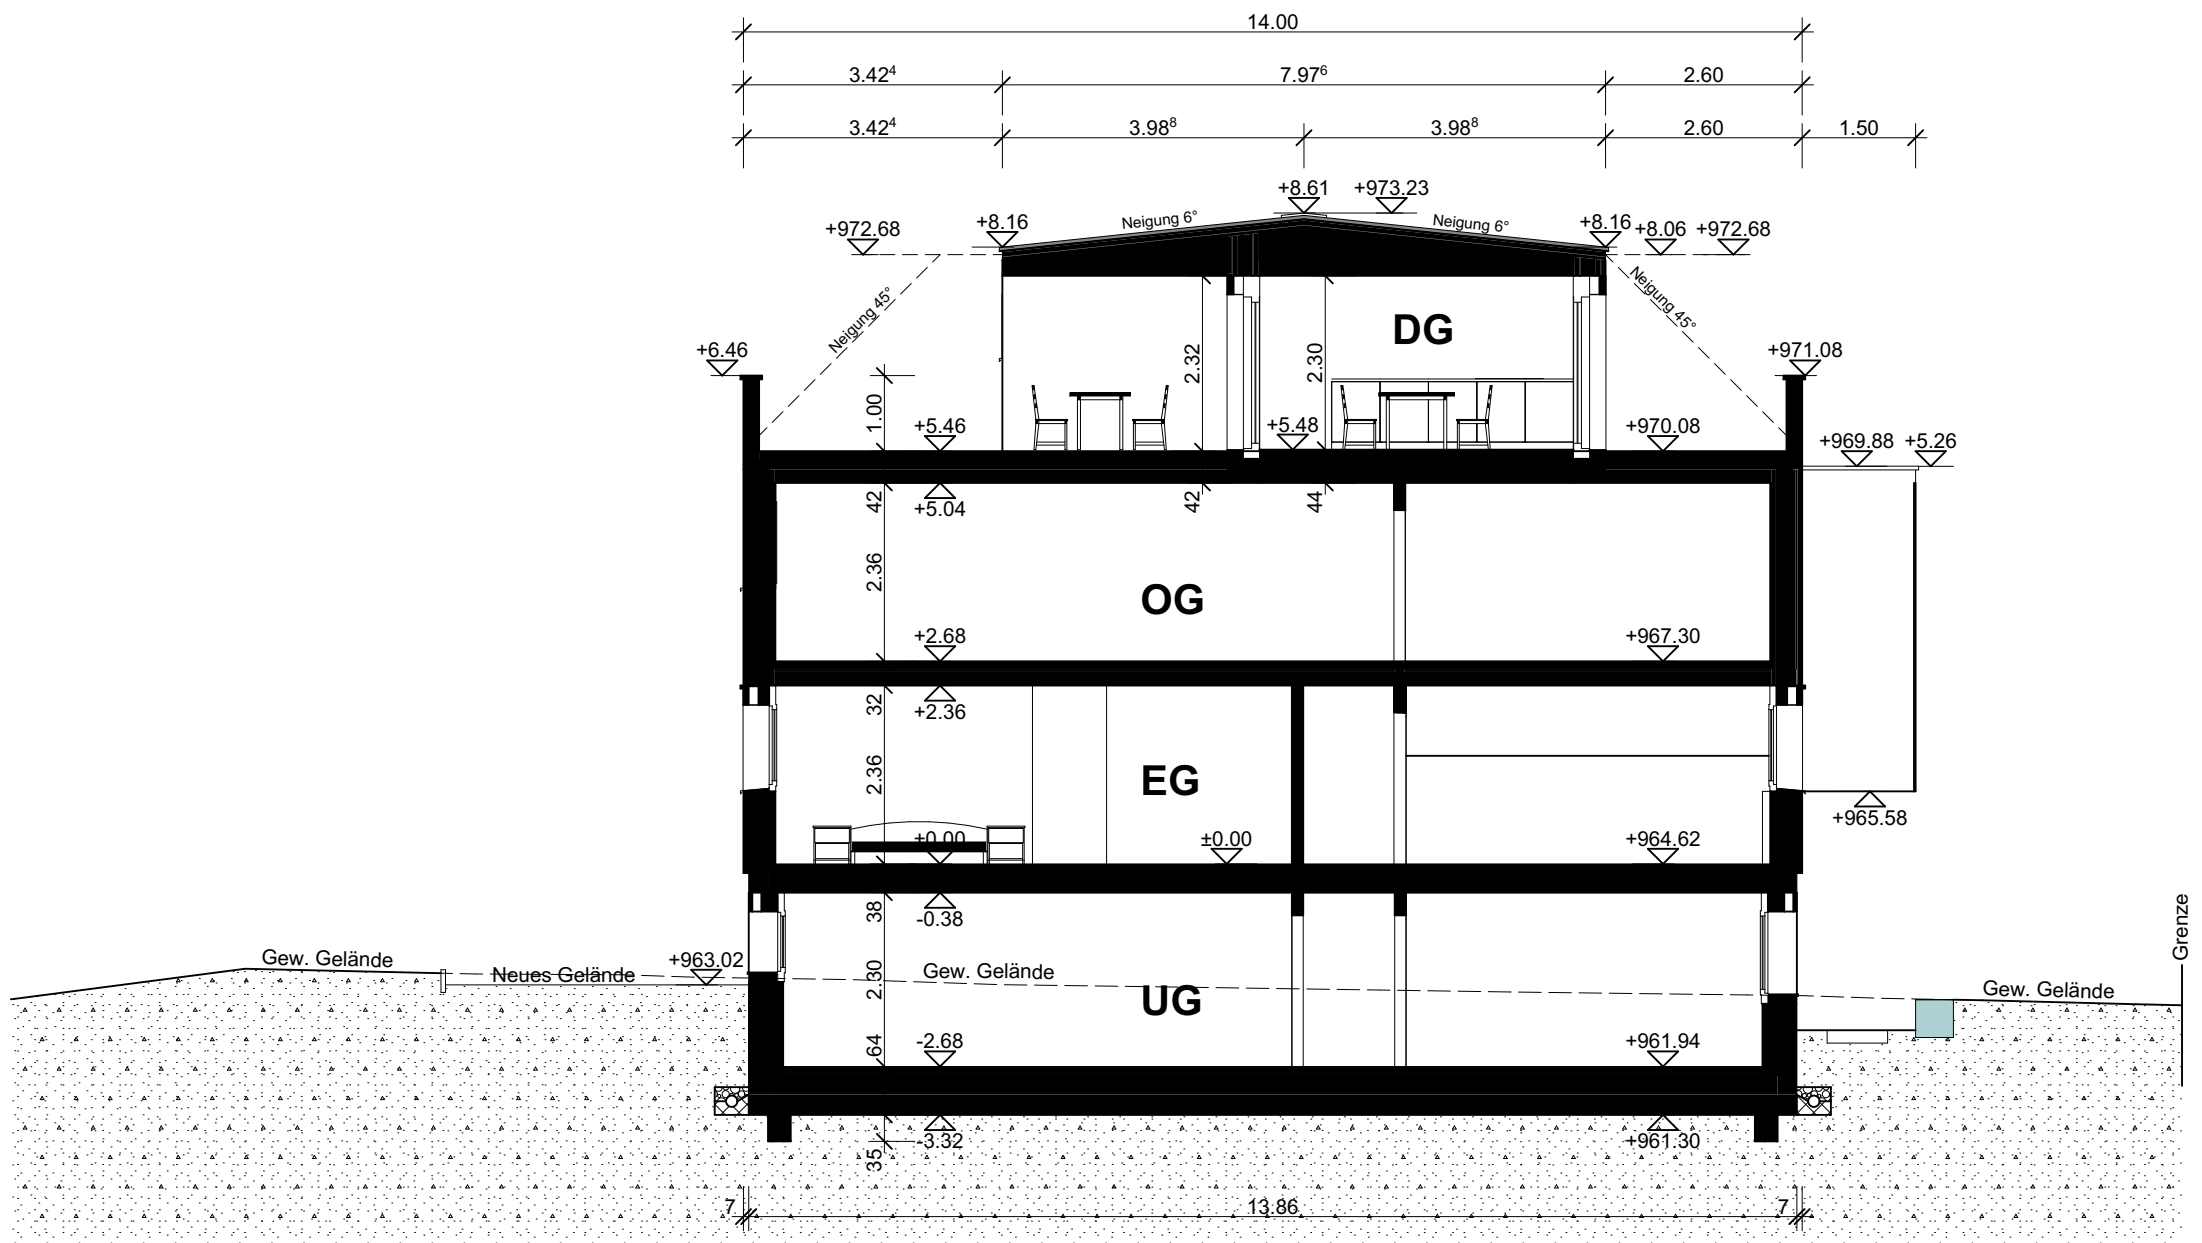 14.00
3.42⁴ 7.97⁶ 2.60
3.42⁴ 3.98⁸ 3.98⁸ 2.60 1.50
+8.61 +973.23
+972.68 +8.16 Neigung 6° Neigung 6° +8.16 +8.06 +972.68
Neigung 45° Neigung 45°
DG
+6.46 2.32 2.30 +971.08
1.00 +5.46 +5.48 +970.08 +969.88 +5.26
42 +5.04 42 44
2.36 OG
+2.68 +967.30
32 +2.36
2.36 EG
+965.58
+0.00 ±0.00 +964.62
38 -0.38
Grenze
Gew. Gelände Neues Gelände +963.02 Gew. Gelände Gew. Gelände
2.30 UG
64 -2.68 +961.94
35 -3.32 +961.30
7 13.86 7